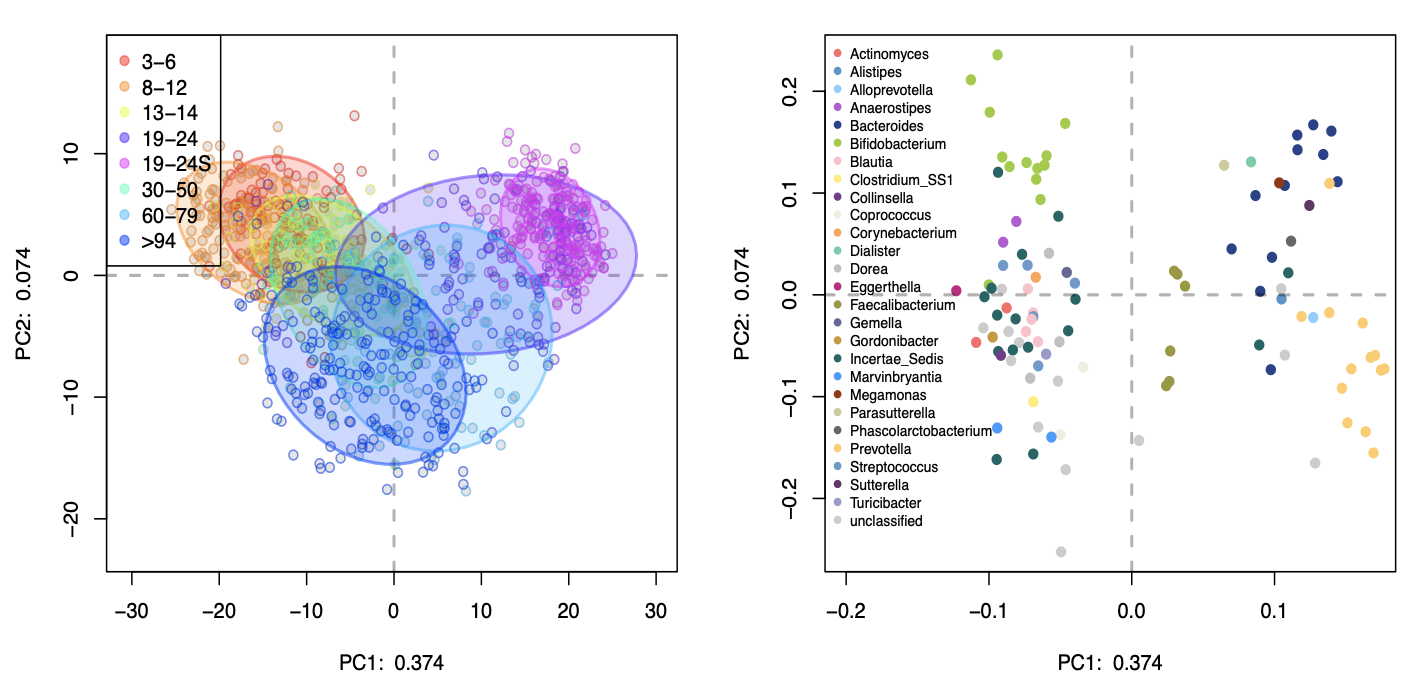 3−6
8−12
13−14
19−24
19−24S
30−50
60−79
>94
10
0
−10
−20
−30
−20
−10
0
10
20
30
PC2: 0.074
PC1: 0.374
Actinomyces
Alistipes
Alloprevotella
Anaerostipes
Bacteroides
Bifidobacterium
Blautia
Clostridium_SS1
Collinsella
Coprococcus
Corynebacterium
Dialister
Dorea
Eggerthella
Faecalibacterium
Gemella
Gordonibacter
Incertae_Sedis
Marvinbryantia
Megamonas
Parasutterella
Phascolarctobacterium
Prevotella
Streptococcus
Sutterella
Turicibacter
unclassified
0.2
0.1
0.0
−0.1
−0.2
−0.2
−0.1
0.0
0.1
PC2: 0.074
PC1: 0.374